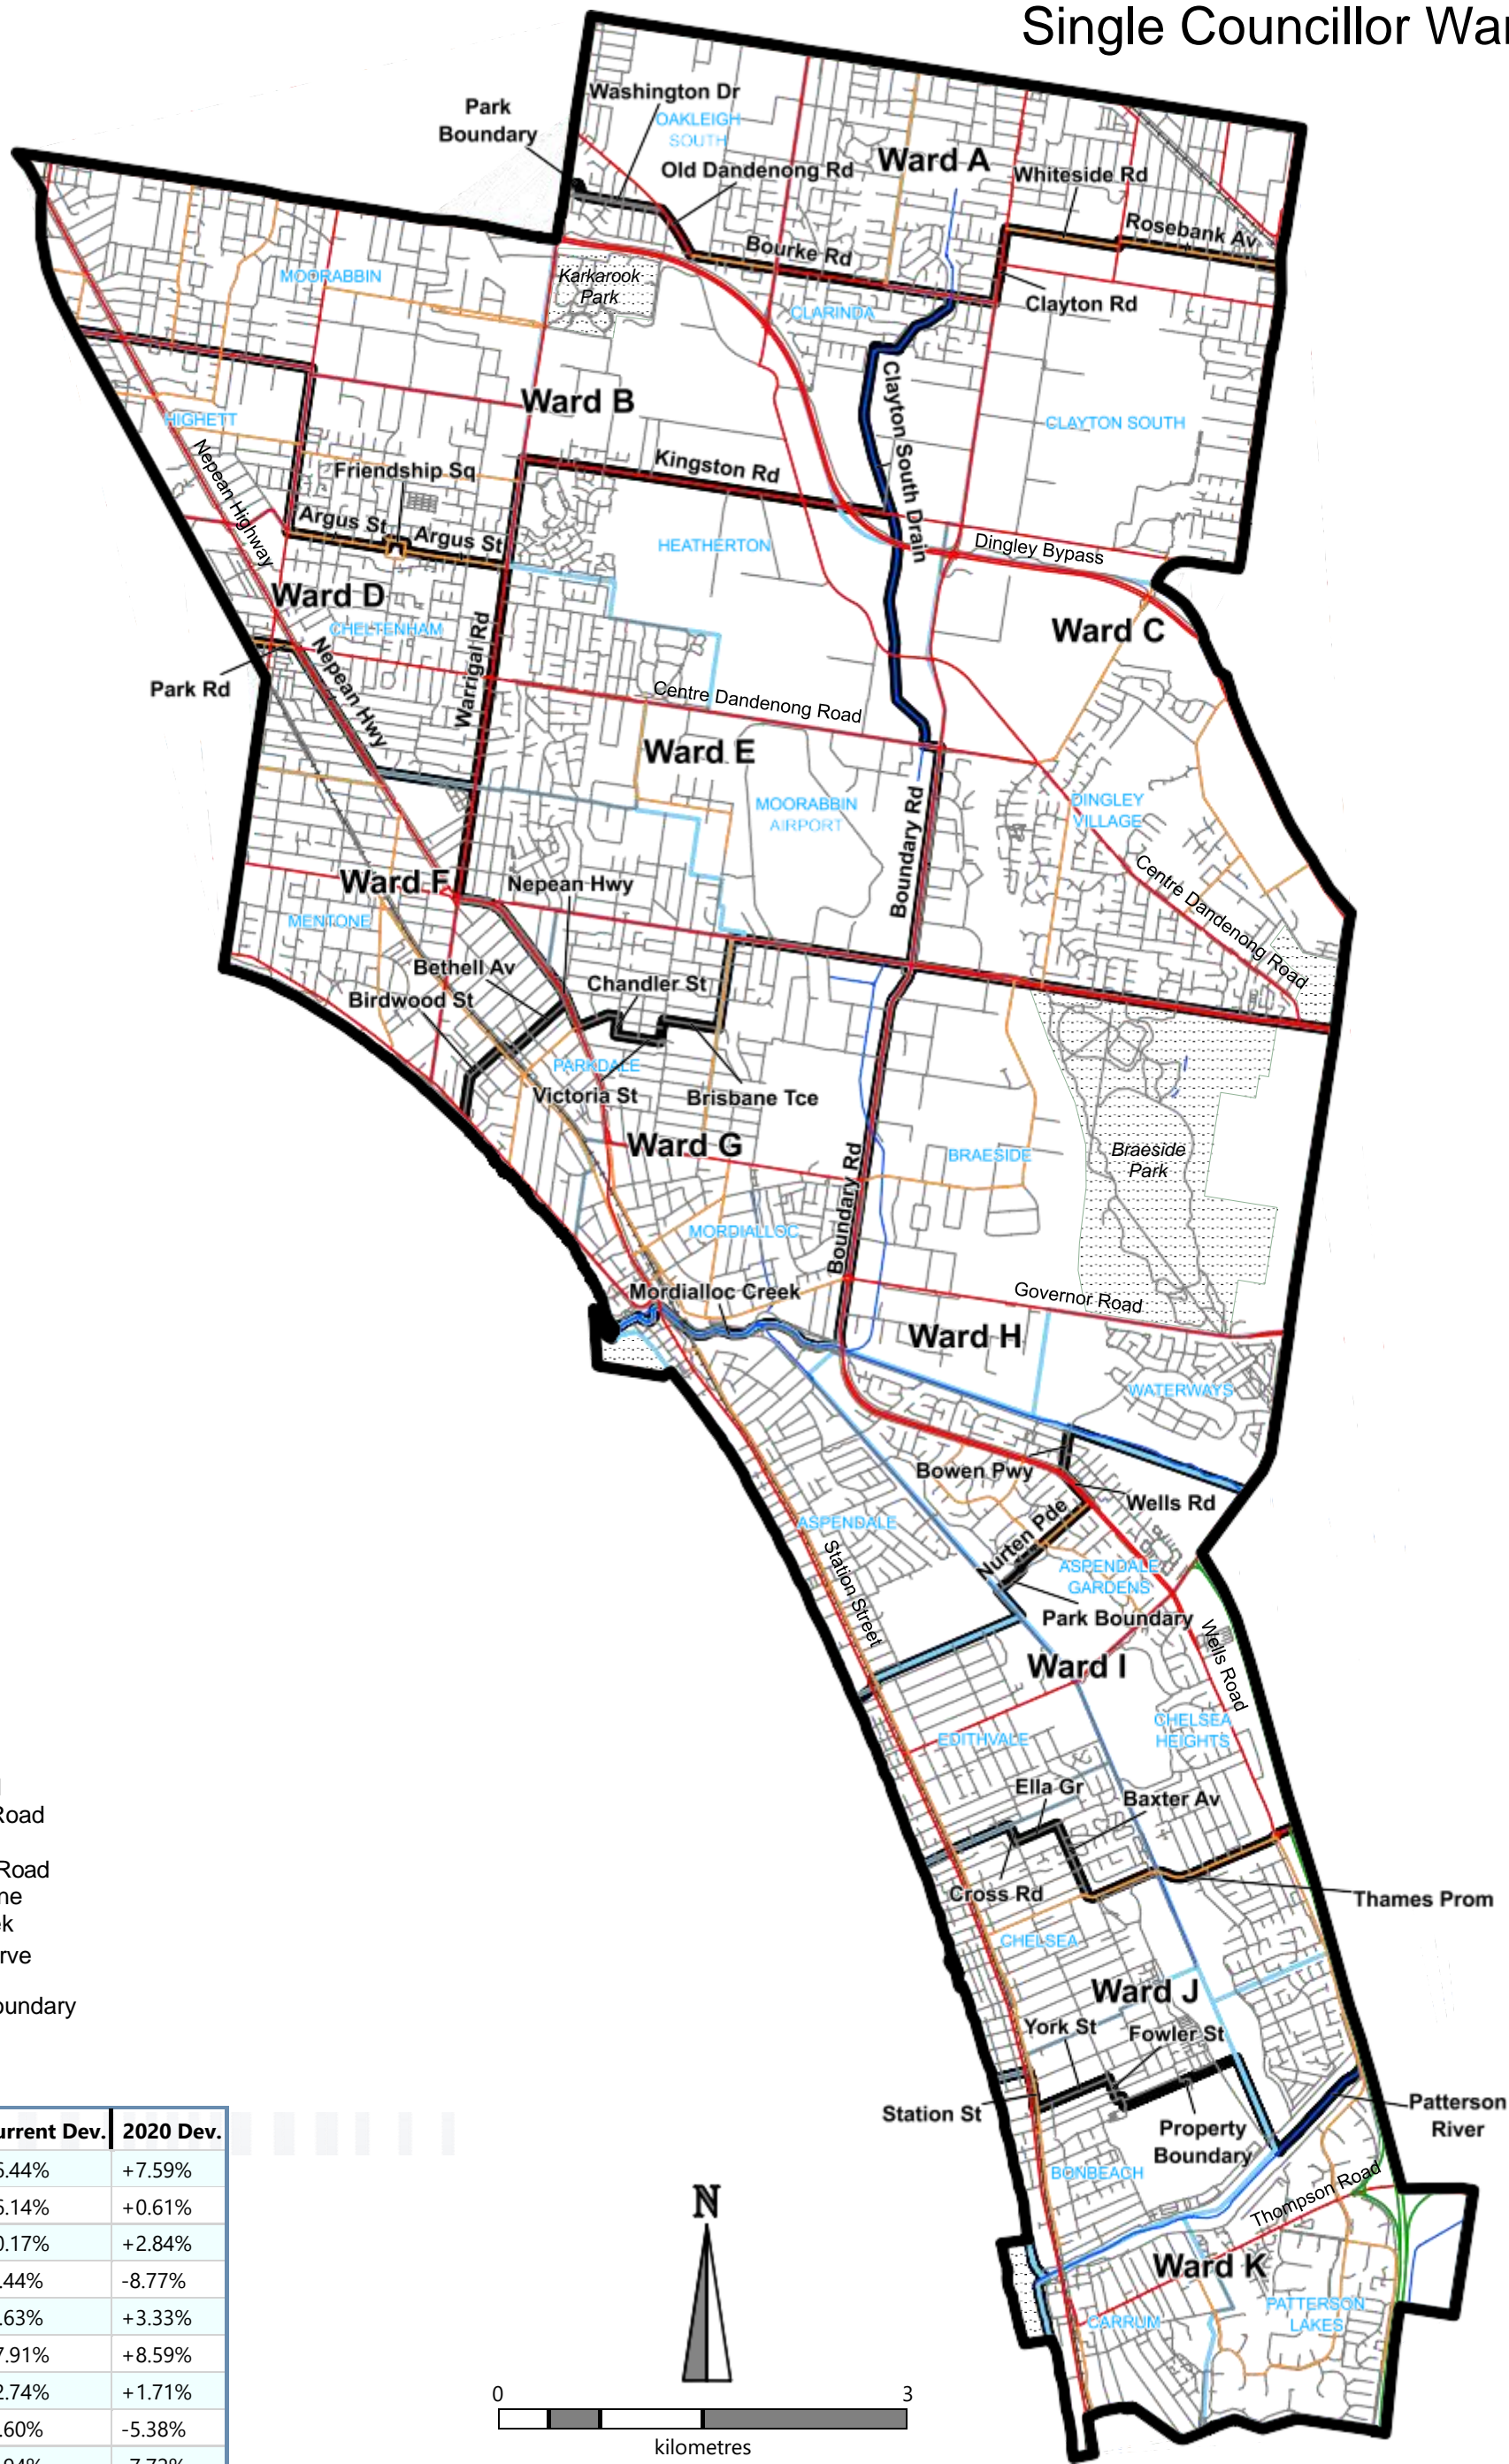 Single Councillor War
Washington Dr
Park
Boundary
OAKLEIGH
SOUTH
Old Dandenong Rd
Ward A
Whiteside Rd
Rosebank Av
Bourke Rd
MOORABBIN
Karkarook
Park
Clayton Rd
CLARINDA
Ward B
HIGHETT
CLAYTON SOUTH
Clayton South Drain
Nepean Highway
Friendship Sq
Kingston Rd
Argus St
Argus St
HEATHERTON
Dingley Bypass
Ward D
CHELTENHAM
Ward C
Park Rd
Nepean Hwy
Warrigal Rd
Centre Dandenong Road
Ward E
MOORABBIN
AIRPORT
Boundary Rd
DINGLEY
VILLAGE
Centre Dandenong Road
Ward F
Nepean Hwy
MENTONE
Bethell Av
Chandler St
Birdwood St
PARKDALE
Victoria St
Brisbane Tce
Ward G
Boundary Rd
BRAESIDE
Braeside
Park
MORDIALLOC
Mordialloc Creek
Governor Road
Ward H
WATERWAYS
Bowen Pwy
Wells Rd
ASPENDALE
Nurten Pde
Station Street
ASPENDALE
GARDENS
Park Boundary
Wells Road
Ward I
CHELSEA
HEIGHTS
EDITHVALE
Ella Gr
Baxter Av
Cross Rd
Thames Prom
CHELSEA
Ward J
York St
Fowler St
Station St
Property
Boundary
Patterson
River
BONBEACH
Thompson Road
Ward K
CARRUM
PATTERSON
LAKES
Road
Road
ne
ek
rve
oundary
urrent Dev. 2020 Dev.
6.44% +7.59%
6.14% +0.61%
0.17% +2.84%
.44% -8.77%
.63% +3.33%
7.91% +8.59%
2.74% +1.71%
.60% -5.38%
.94% -7.72%
N
0 3
kilometres